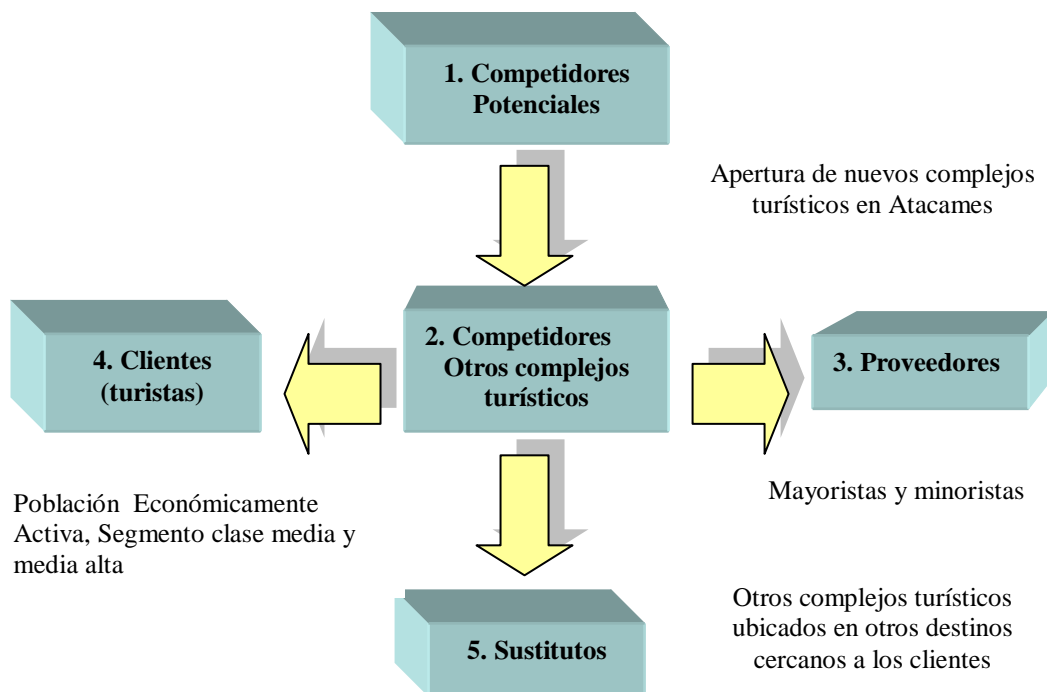 1. Competidores
Potenciales
Apertura de nuevos complejos
turísticos en Atacames
2. Competidores
Otros complejos
turísticos
4. Clientes
(turistas)
3. Proveedores
Población Económicamente
Activa, Segmento clase media y
media alta
Mayoristas y minoristas
Otros complejos turísticos
ubicados en otros destinos
cercanos a los clientes
5. Sustitutos